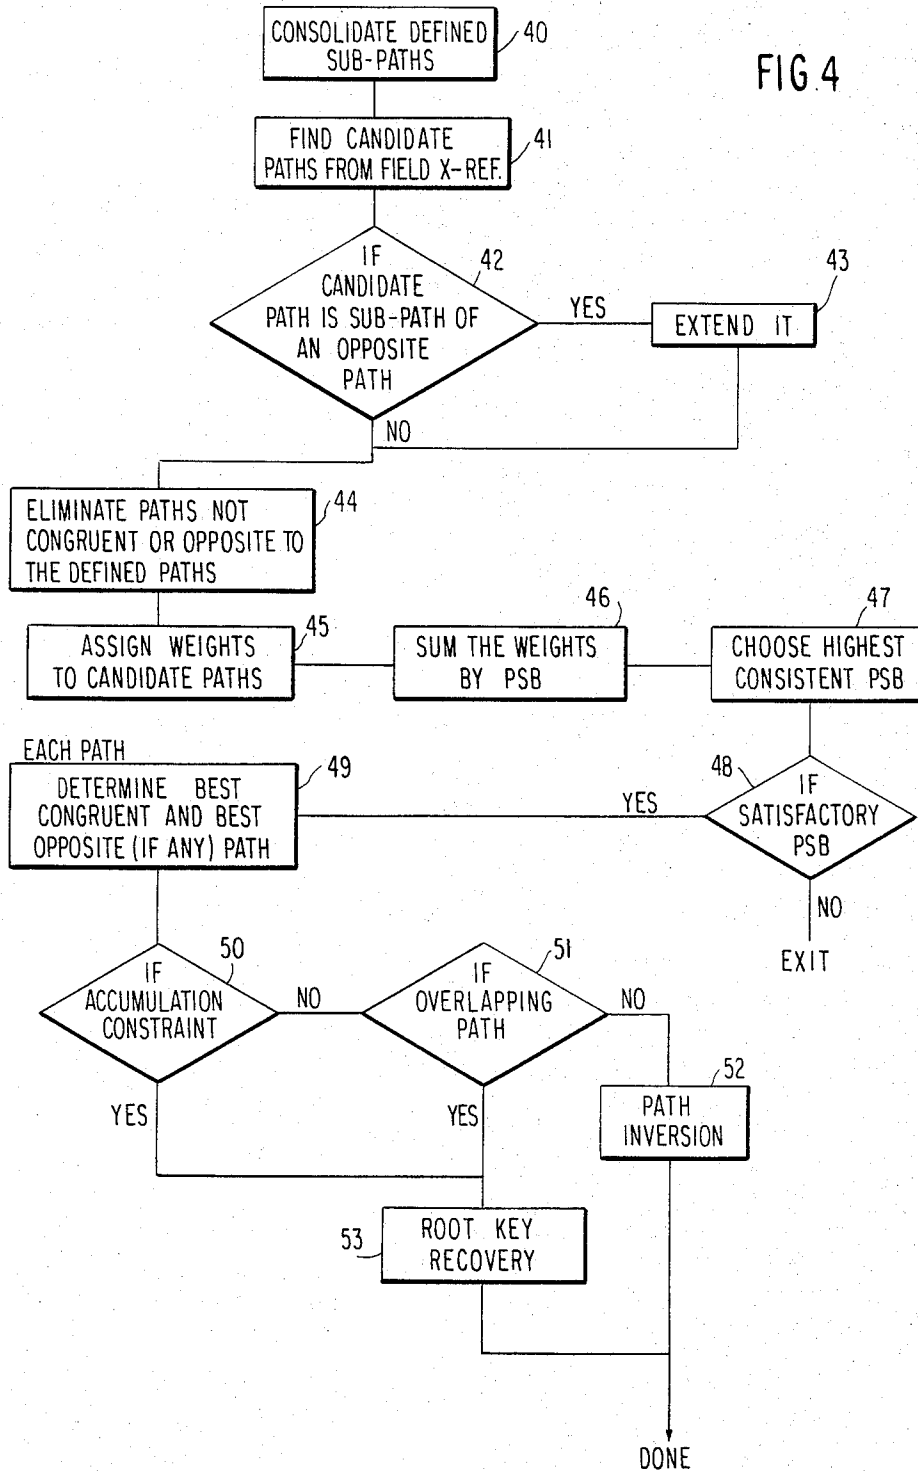 CONSOLIDATE DEFINED
SUB-PATHS
40
FIG.4
FIND CANDIDATE
PATHS FROM FIELD X-REF.
41
IF
CANDIDATE
PATH IS SUB-PATH OF
AN OPPOSITE
PATH
42
YES
EXTEND IT
43
NO
ELIMINATE PATHS NOT
CONGRUENT OR OPPOSITE TO
THE DEFINED PATHS
44
ASSIGN WEIGHTS
TO CANDIDATE PATHS
45
SUM THE WEIGHTS
BY PSB
46
CHOOSE HIGHEST
CONSISTENT PSB
47
IF
SATISFACTORY
PSB
48
YES
NO
EXIT
EACH PATH
DETERMINE BEST
CONGRUENT AND BEST
OPPOSITE (IF ANY) PATH
49
IF
ACCUMULATION
CONSTRAINT
50
NO
YES
IF
OVERLAPPING
PATH
51
NO
YES
PATH
INVERSION
52
ROOT KEY
RECOVERY
53
DONE